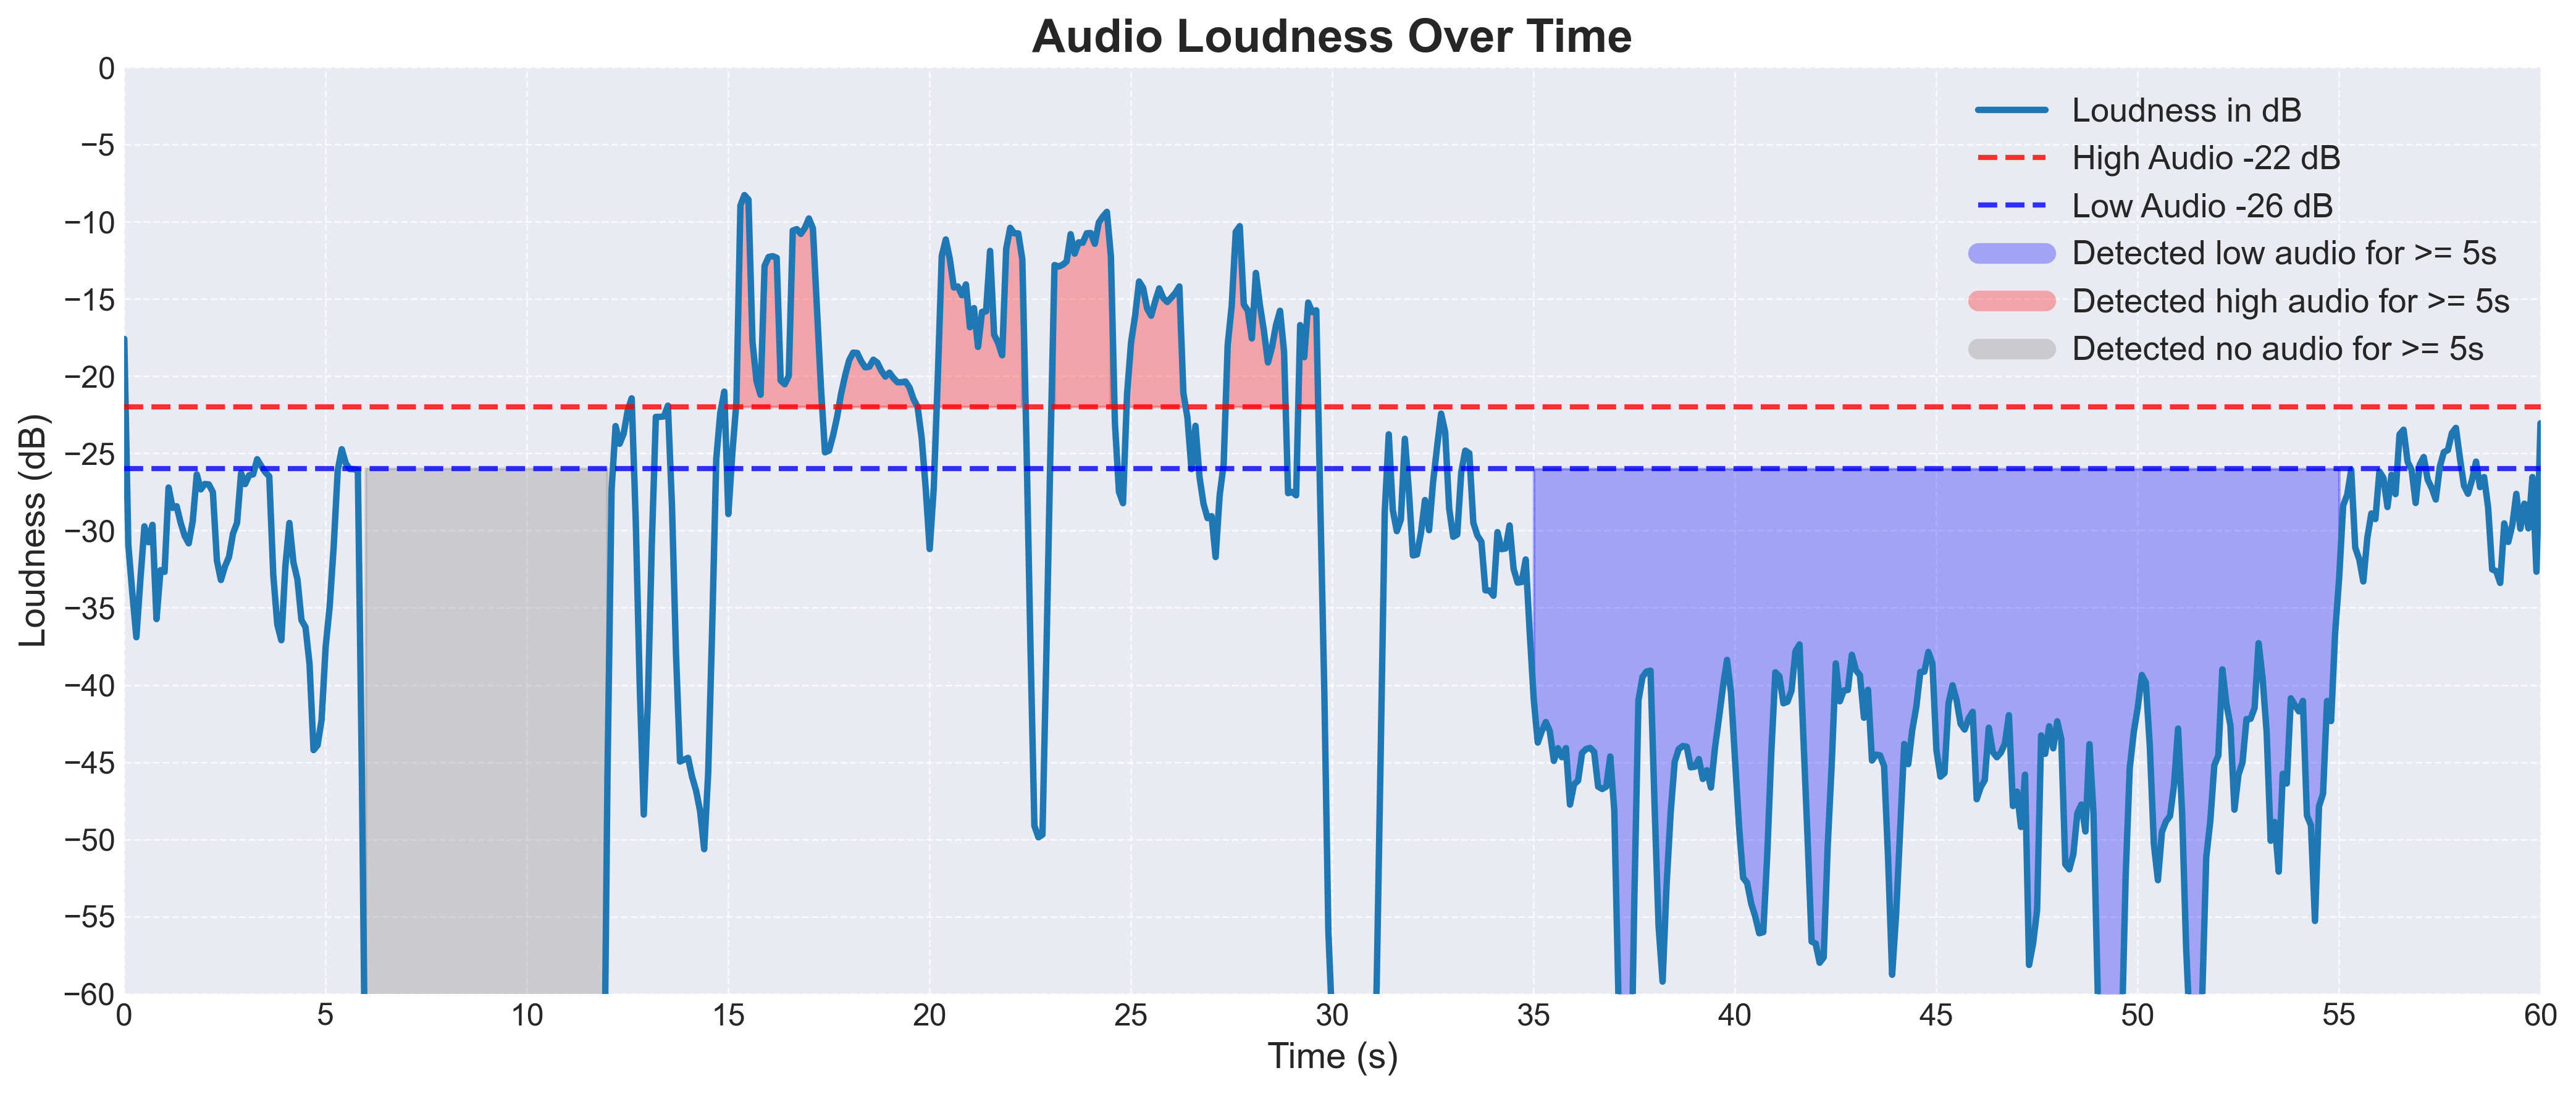 Audio Loudness Over Time
0
−5
−10
−15
−20
−25
−30
−35
−40
−45
−50
−55
−60
Loudness (dB)
Loudness in dB
High Audio -22 dB
Low Audio -26 dB
Detected low audio for >= 5s
Detected high audio for >= 5s
Detected no audio for >= 5s
0 5 10 15 20 25 30 35 40 45 50 55 60
Time (s)